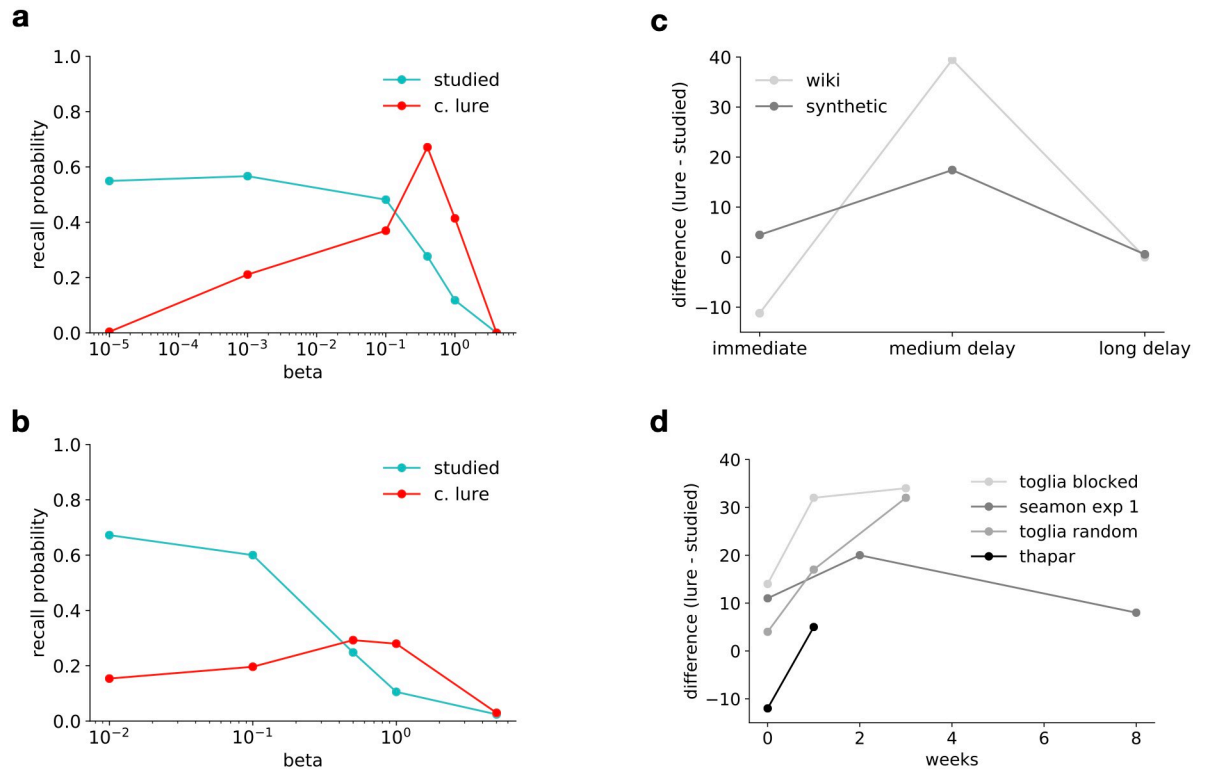 a
1.0
0.8
0.6
0.4
0.2
0.0
recall probability
studied
c. lure
10⁻⁵ 10⁻⁴ 10⁻³ 10⁻² 10⁻¹ 10⁰
beta
b
1.0
0.8
0.6
0.4
0.2
0.0
recall probability
studied
c. lure
10⁻² 10⁻¹ 10⁰
beta
c
40
30
20
10
0
−10
difference (lure - studied)
wiki
synthetic
immediate medium delay long delay
d
40
30
20
10
0
−10
difference (lure - studied)
toglia blocked
seamon exp 1
toglia random
thapar
0 2 4 6 8
weeks